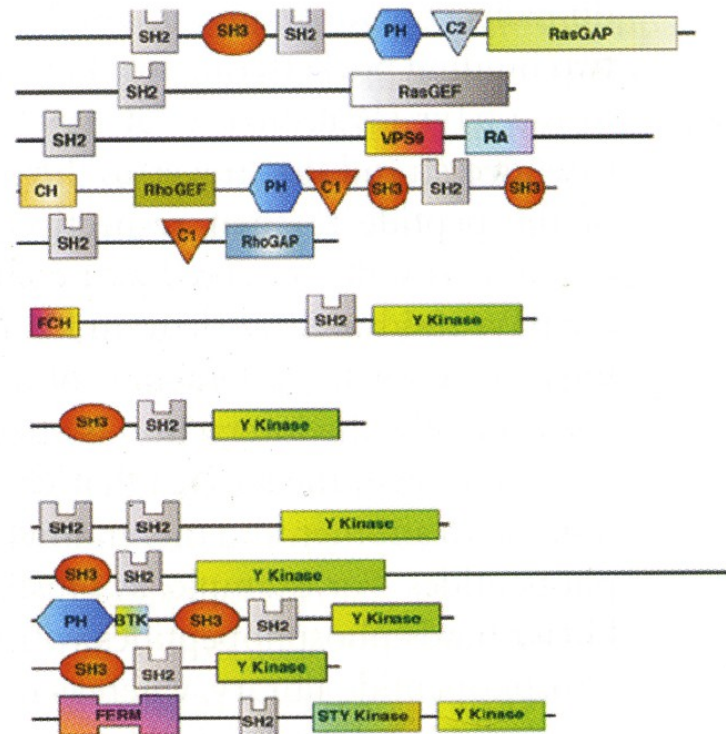 SH2 SH3 SH2 PH C2 RasGAP
SH2 RasGEF
SH2 VPS9 RA
CH RhoGEF PH C1 SH3 SH2 SH3
SH2 C1 RhoGAP
FCH SH2 Y Kinase
SH3 SH2 Y Kinase
SH2 SH2 Y Kinase
SH3 SH2 Y Kinase
PH BTK SH3 SH2 Y Kinase
SH3 SH2 Y Kinase
FERM SH2 STY Kinase Y Kinase